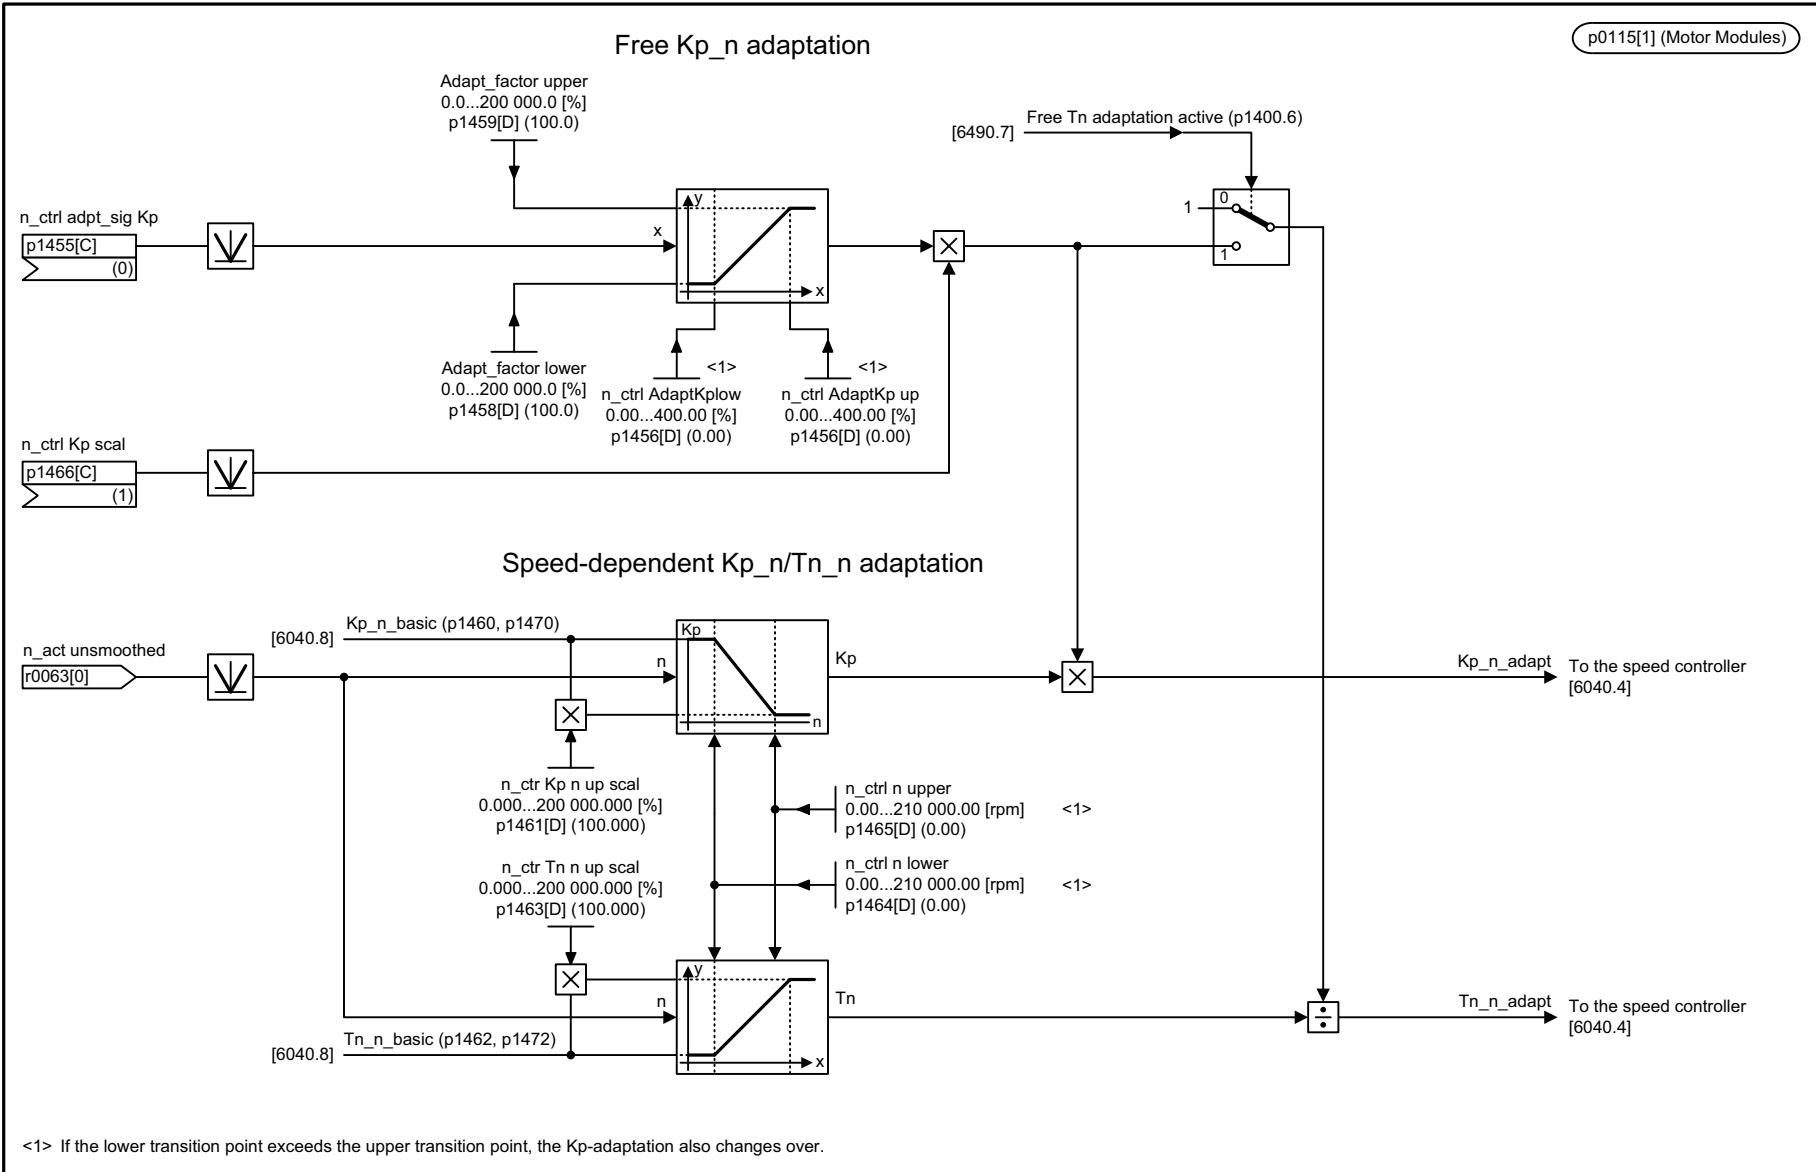 Free Kp_n adaptation
p0115[1] (Motor Modules)
Adapt_factor upper
0.0...200 000.0 [%]
p1459[D] (100.0)
Free Tn adaptation active (p1400.6)
[6490.7]
n_ctrl adpt_sig Kp
p1455[C]
(0)
y
x
x
1
0
1
Adapt_factor lower
0.0...200 000.0 [%]
p1458[D] (100.0)
<1>
n_ctrl AdaptKplow
0.00...400.00 [%]
p1456[D] (0.00)
<1>
n_ctrl AdaptKp up
0.00...400.00 [%]
p1456[D] (0.00)
n_ctrl Kp scal
p1466[C]
(1)
Speed-dependent Kp_n/Tn_n adaptation
Kp_n_basic (p1460, p1470)
[6040.8]
n_act unsmoothed
r0063[0]
Kp
n
n
Kp
Kp_n_adapt
To the speed controller
[6040.4]
n_ctr Kp n up scal
0.000...200 000.000 [%]
p1461[D] (100.000)
n_ctrl n upper
0.00...210 000.00 [rpm]
p1465[D] (0.00)
<1>
n_ctr Tn n up scal
0.000...200 000.000 [%]
p1463[D] (100.000)
n_ctrl n lower
0.00...210 000.00 [rpm]
p1464[D] (0.00)
<1>
y
n
x
Tn
Tn_n_adapt
To the speed controller
[6040.4]
Tn_n_basic (p1462, p1472)
[6040.8]
<1> If the lower transition point exceeds the upper transition point, the Kp-adaptation also changes over.